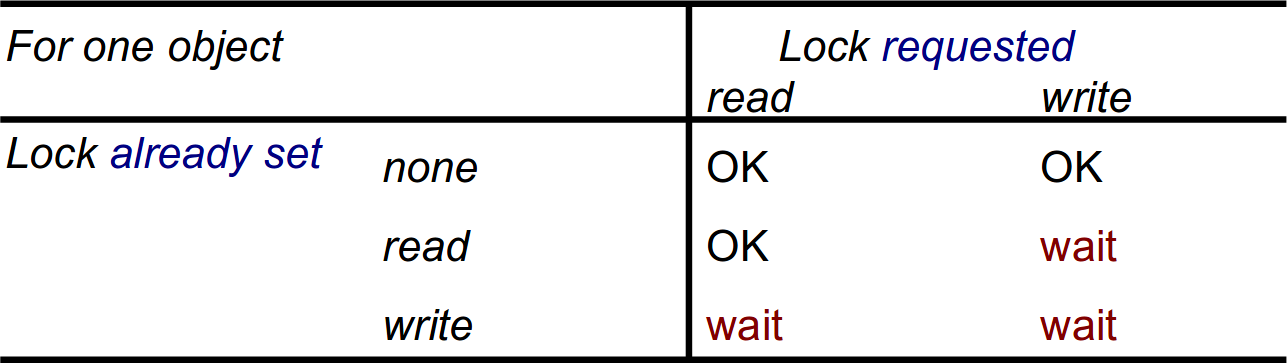 For one object Lock requested
read write
Lock already set none OK OK
read OK wait
write wait wait